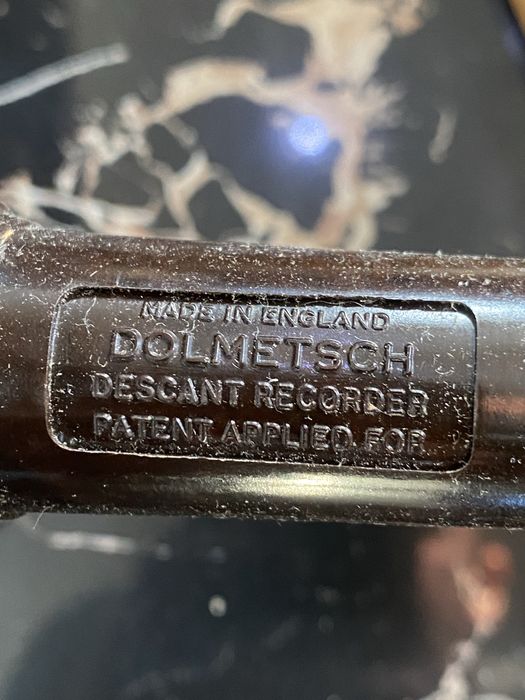 MADE IN ENGLAND
DOLMETSCH
DESCANT RECORDER
PATENT APPLIED FOR